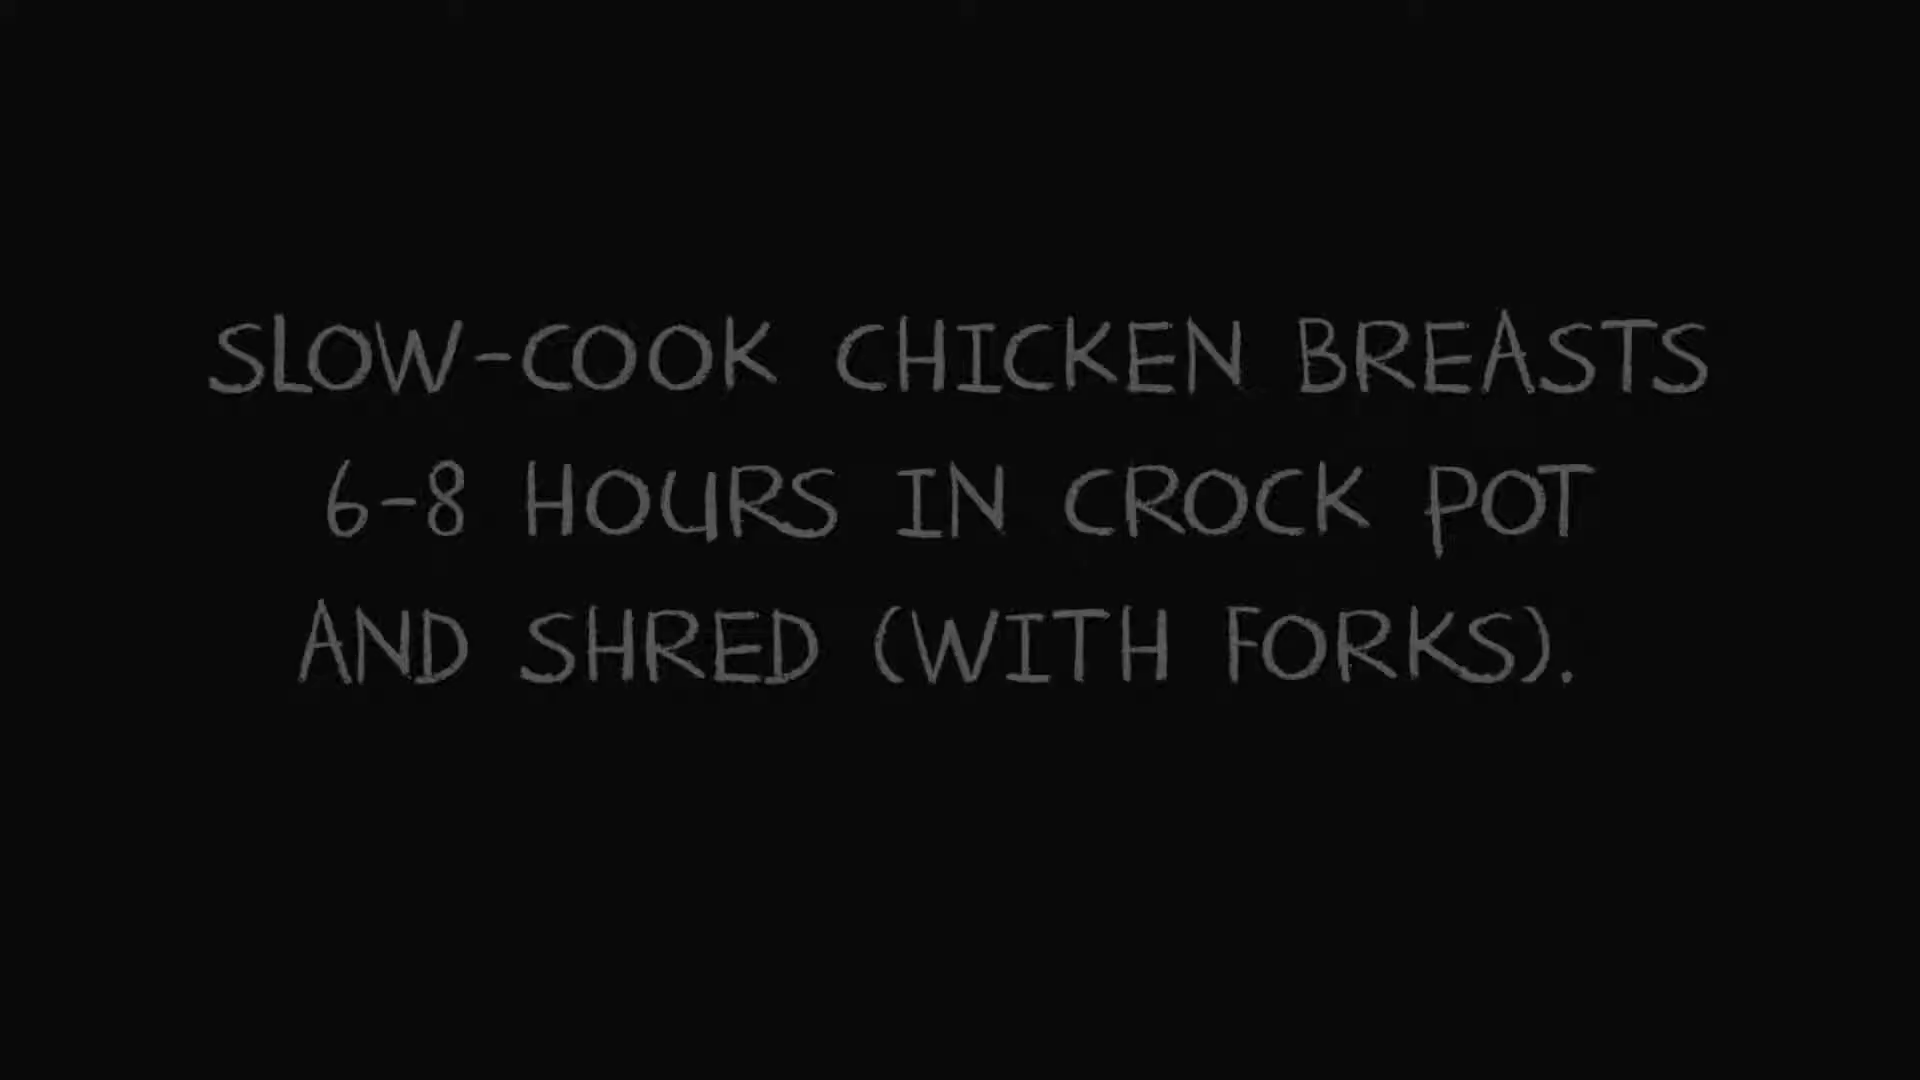 SLOW-COOK CHICKEN BREASTS
6-8 HOURS IN CROCK POT
AND SHRED (WITH FORKS).